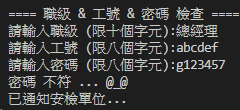 ==== 職級 & 工號 & 密碼 檢查 ====
請輸入職級 (限十個字元):總經理
請輸入工號 (限八個字元):abcdef
請輸入密碼 (限八個字元):g123457
密碼 不符 ... @_@
已通知安檢單位...